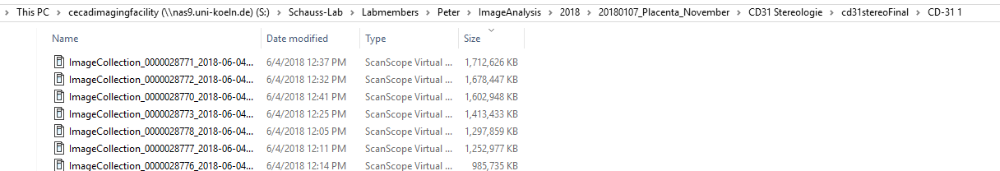 This PC > cecadimagingfacility (\\nas9.uni-koeln.de) (S:) > Schauss-Lab > Labmembers > Peter > ImageAnalysis > 2018 > 20180107_Placenta_November > CD31 Stereologie > cd31stereoFinal > CD-31 1
Name Date modified Type Size
ImageCollection_0000028771_2018-06-04... 6/4/2018 12:37 PM ScanScope Virtual ... 1,712,626 KB
ImageCollection_0000028772_2018-06-04... 6/4/2018 12:32 PM ScanScope Virtual ... 1,678,447 KB
ImageCollection_0000028770_2018-06-04... 6/4/2018 12:41 PM ScanScope Virtual ... 1,602,948 KB
ImageCollection_0000028773_2018-06-04... 6/4/2018 12:25 PM ScanScope Virtual ... 1,413,433 KB
ImageCollection_0000028778_2018-06-04... 6/4/2018 12:05 PM ScanScope Virtual ... 1,297,859 KB
ImageCollection_0000028777_2018-06-04... 6/4/2018 12:11 PM ScanScope Virtual ... 1,252,977 KB
ImageCollection_0000028776_2018-06-04... 6/4/2018 12:14 PM ScanScope Virtual ... 985,735 KB